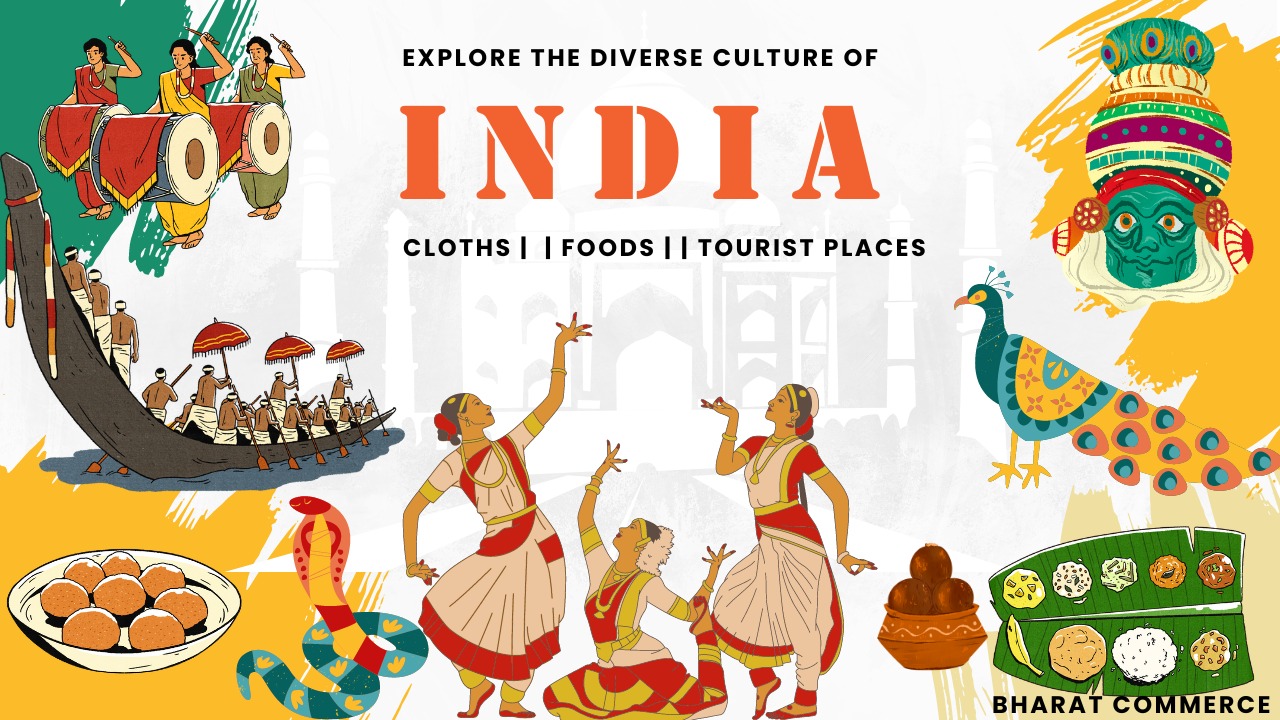 EXPLORE THE DIVERSE CULTURE OF
INDIA
CLOTHS | | FOODS | | TOURIST PLACES
BHARAT COMMERCE